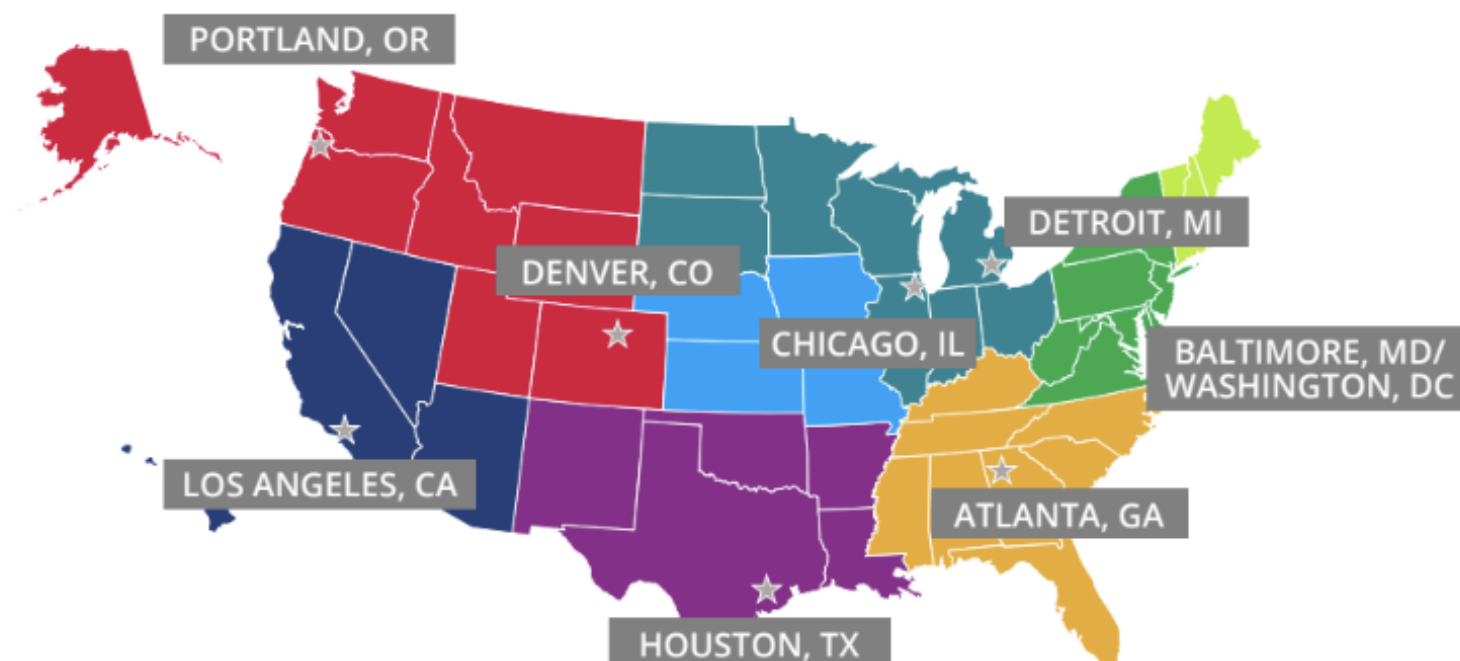 PORTLAND, OR
DETROIT, MI
DENVER, CO
CHICAGO, IL
BALTIMORE, MD/
WASHINGTON, DC
LOS ANGELES, CA
ATLANTA, GA
HOUSTON, TX